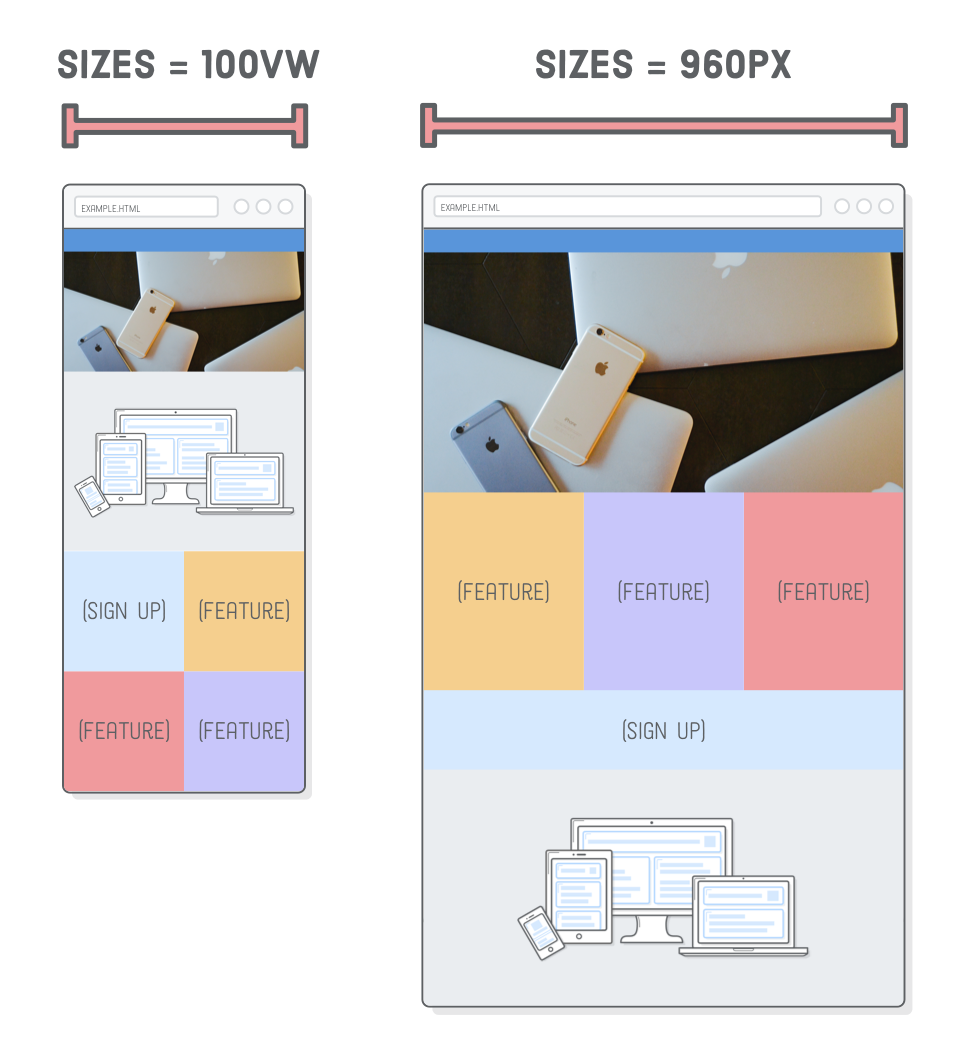 SIZES = 100VW
EXAMPLE.HTML
(SIGN UP)
(FEATURE)
(FEATURE)
(FEATURE)
SIZES = 960PX
EXAMPLE.HTML
(FEATURE)
(FEATURE)
(FEATURE)
(SIGN UP)